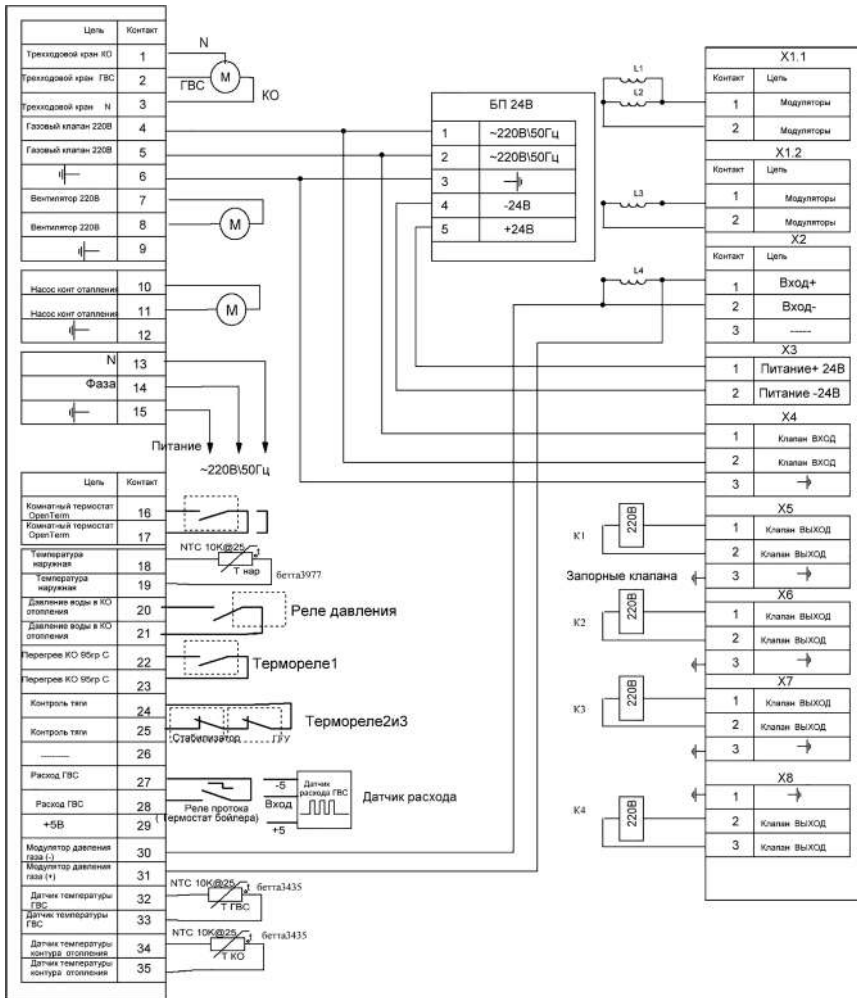 Цепь Контакт
Трехходовой кран КО 1
Трехходовой кран ГВС 2
Трехходовой кран N 3
Газовый клапан 220В 4
Газовый клапан 220В 5
6
Вентилятор 220В 7
Вентилятор 220В 8
9
Насос конт отапления 10
Насос конт отапления 11
12
N 13
Фаза 14
15
N
ГВС
М
КО
М
М
Питание
~220В\50Гц
Цепь Контакт
Комнатный термостат
OpenTerm 16
Комнатный термостат
OpenTerm 17
Температура
наружная 18
Температура
наружная 19
Давление воды в КО
отопления 20
Давление воды в КО
отопления 21
Перегрев КО 95гр С 22
Перегрев КО 95гр С 23
Контроль тяги 24
Контроль тяги 25
------- 26
Расход ГВС 27
Расход ГВС 28
+5В 29
Модулятор давления
газа (-) 30
Модулятор давления
газа (+) 31
Датчик температуры
ГВС 32
Датчик температуры
ГВС 33
Датчик температуры
контура отопления 34
Датчик температуры
контура отопления 35
NTC 10K@25 t
Т нар
бетта3977
Реле давления
Термореле1
Термореле2и3
Стабилизатор
Реле протока
( Термостат бойлера)
-5
Вход
+5
Датчик
расхода ГВС
Датчик расхода
NTC 10K@25 t бетта3435
Т ГВС
NTC 10K@25 t бетта3435
Т КО
БП 24В
1 ~220В\50Гц
2 ~220В\50Гц
3
4 -24В
5 +24В
L1
L2
L3
L4
X1.1
Контакт Цепь
1 Модуляторы
2 Модуляторы
X1.2
Контакт Цепь
1 Модуляторы
2 Модуляторы
X2
Контакт Цепь
1 Вход+
2 Вход-
3 -----
X3
1 Питание+ 24В
2 Питание -24В
X4
1 Клапан ВХОД
2 Клапан ВХОД
3
X5
K1 220В
1 Клапан ВЫХОД
2 Клапан ВЫХОД
3
Запорные клапана
X6
K2 220В
1 Клапан ВЫХОД
2 Клапан ВЫХОД
3
X7
K3 220В
1 Клапан ВЫХОД
2 Клапан ВЫХОД
3
X8
K4 220В
1
2 Клапан ВЫХОД
3 Клапан ВЫХОД